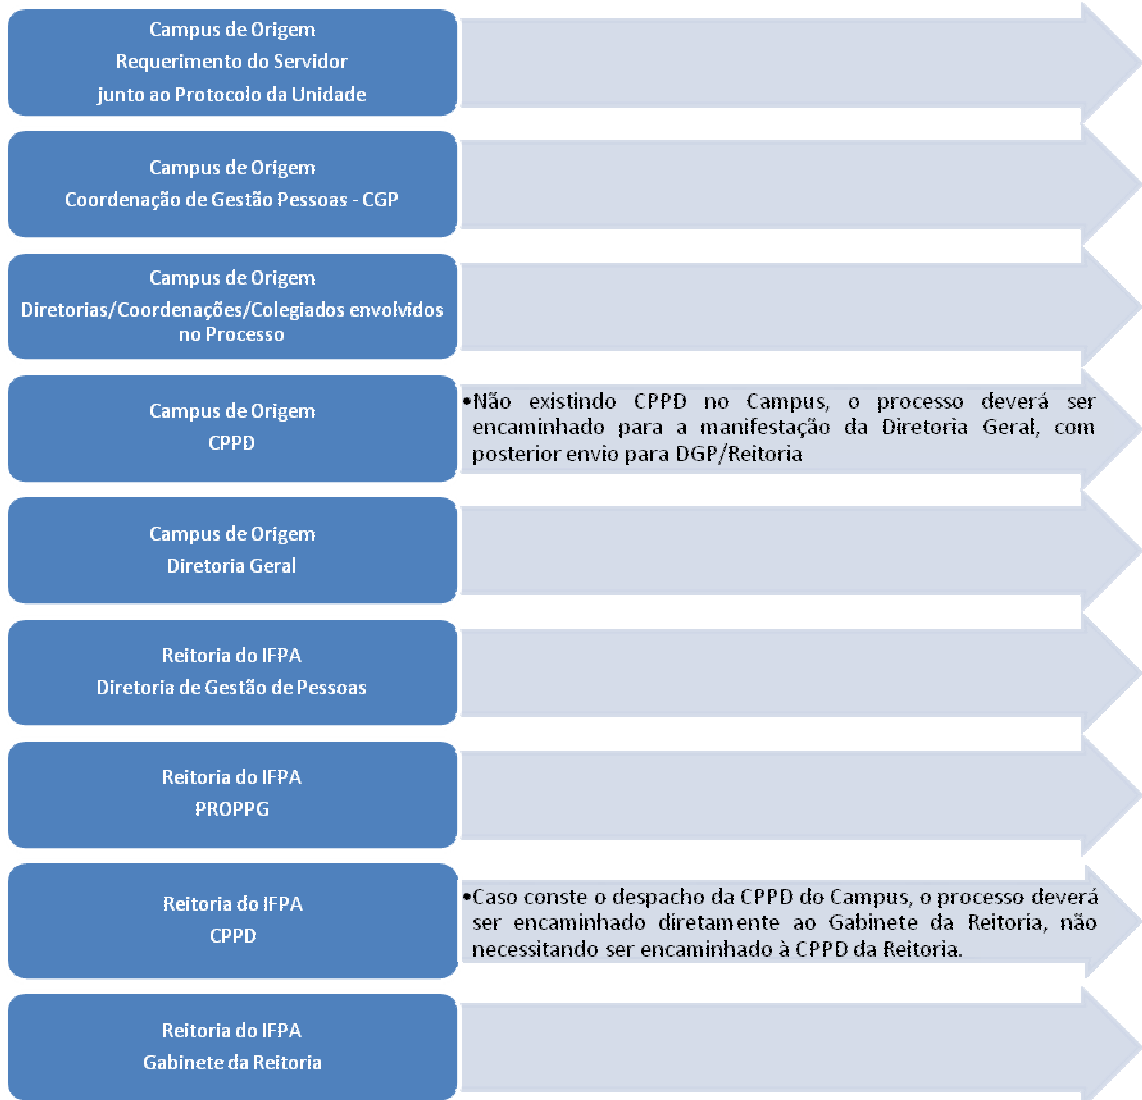 Campus de Origem
Requerimento do Servidor
junto ao Protocolo da Unidade
Campus de Origem
Coordenação de Gestão Pessoas - CGP
Campus de Origem
Diretorias/Coordenações/Colegiados envolvidos
no Processo
Campus de Origem
CPPD
•Não existindo CPPD no Campus, o processo deverá ser
encaminhado para a manifestação da Diretoria Geral, com
posterior envio para DGP/Reitoria
Campus de Origem
Diretoria Geral
Reitoria do IFPA
Diretoria de Gestão de Pessoas
Reitoria do IFPA
PROPPG
Reitoria do IFPA
CPPD
•Caso conste o despacho da CPPD do Campus, o processo deverá
ser encaminhado diretamente ao Gabinete da Reitoria, não
necessitando ser encaminhado à CPPD da Reitoria.
Reitoria do IFPA
Gabinete da Reitoria